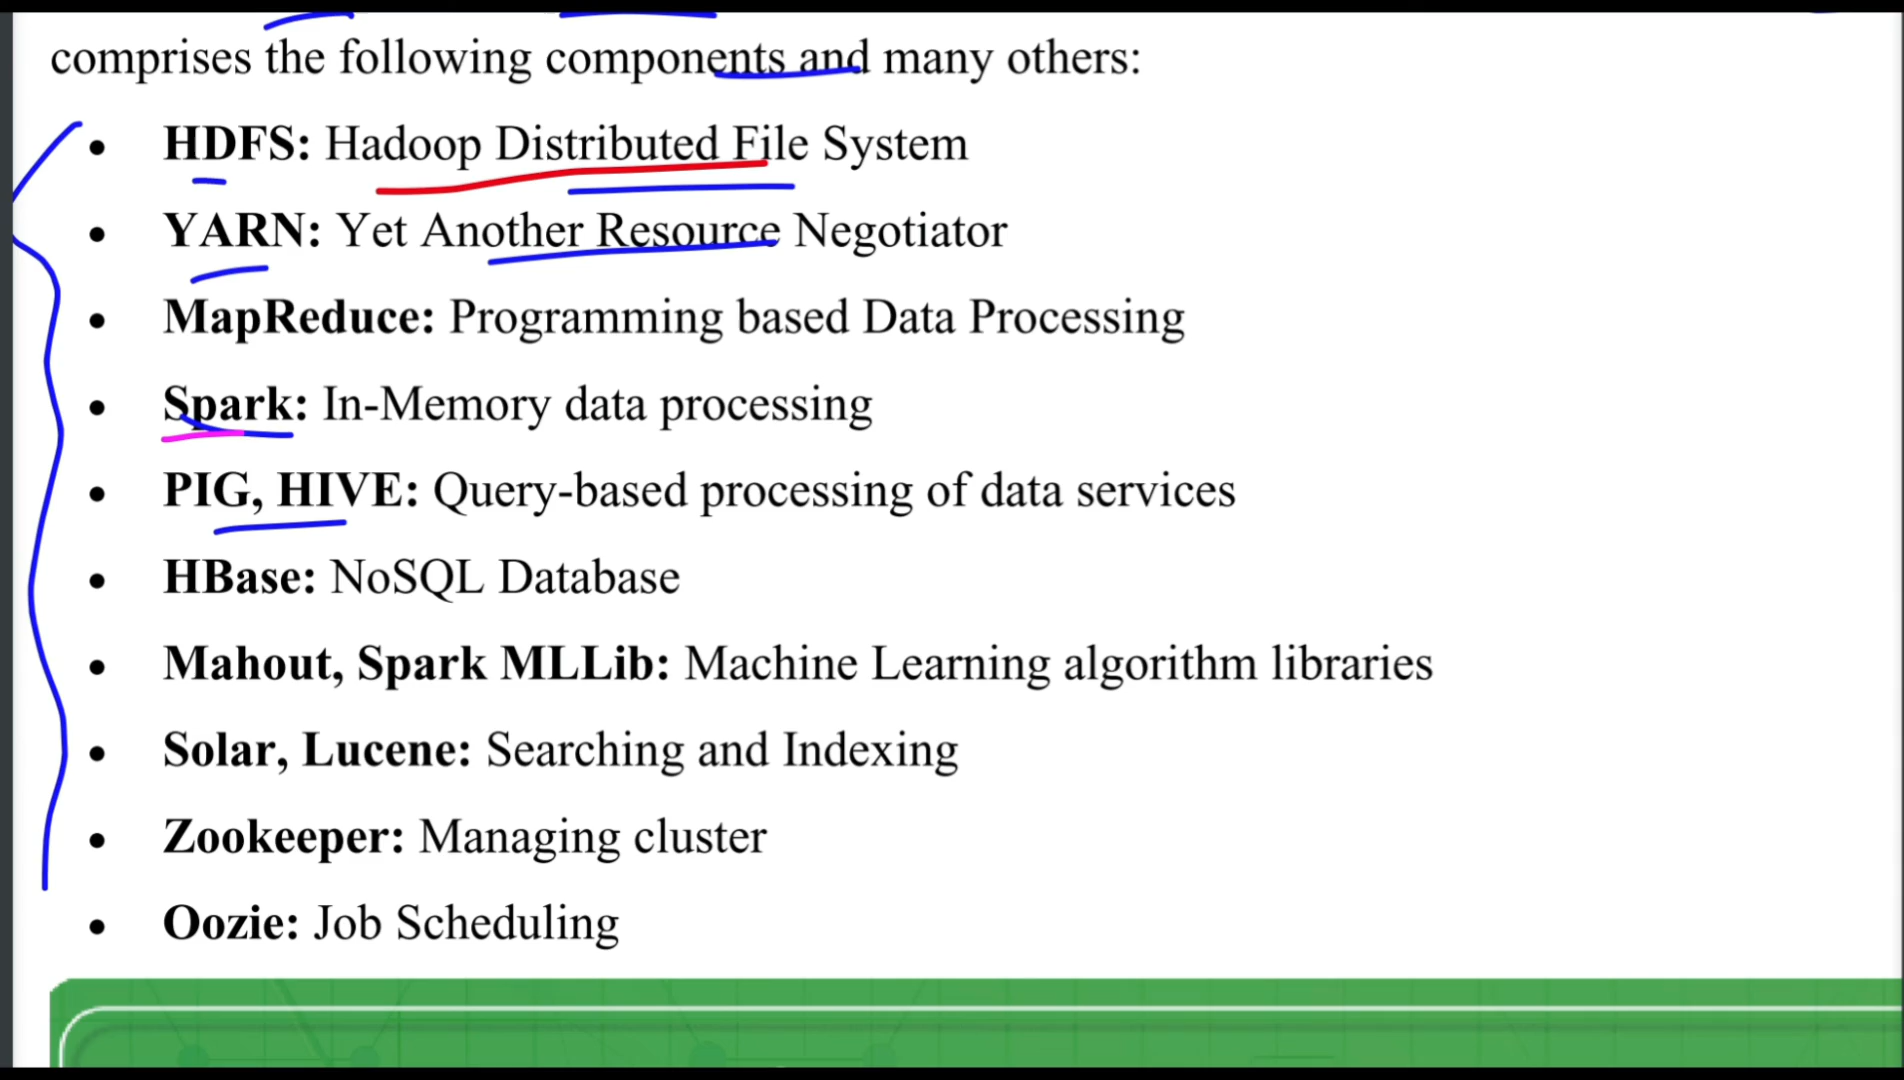 comprises the following components and many others:
• HDFS: Hadoop Distributed File System
• YARN: Yet Another Resource Negotiator
• MapReduce: Programming based Data Processing
• Spark: In-Memory data processing
• PIG, HIVE: Query-based processing of data services
• HBase: NoSQL Database
• Mahout, Spark MLLib: Machine Learning algorithm libraries
• Solar, Lucene: Searching and Indexing
• Zookeeper: Managing cluster
• Oozie: Job Scheduling